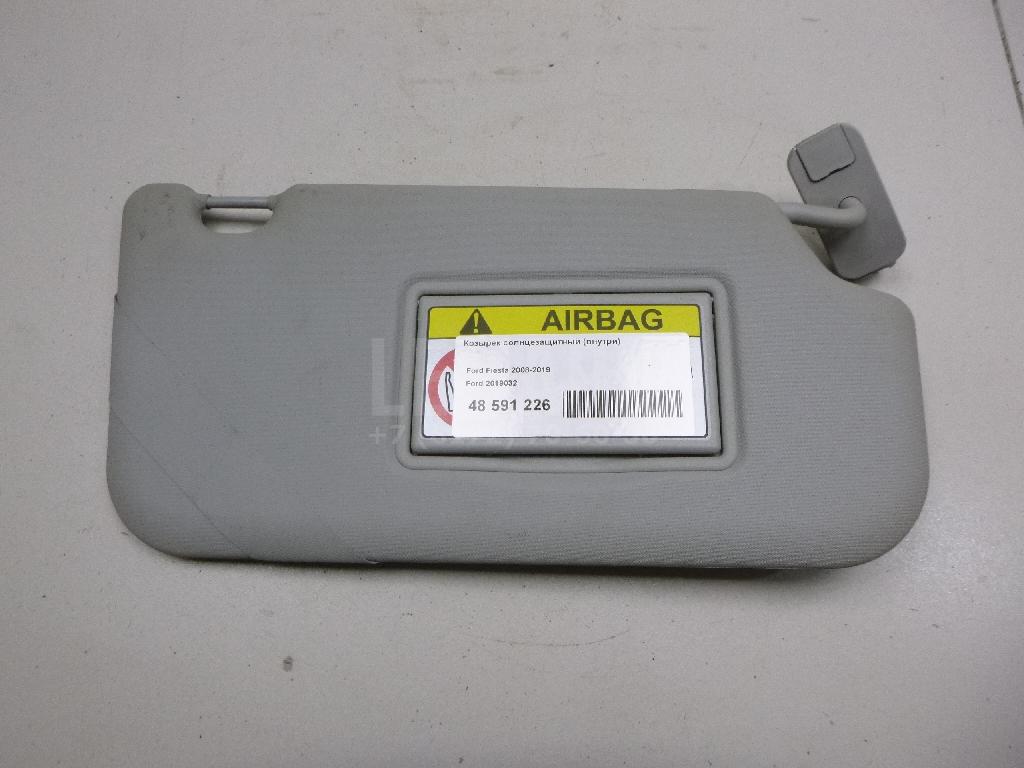 AIRBAG
Козырек солнцезащитный (внутри)
Ford Fiesta 2008-2019
Ford 2019032
48 591 226